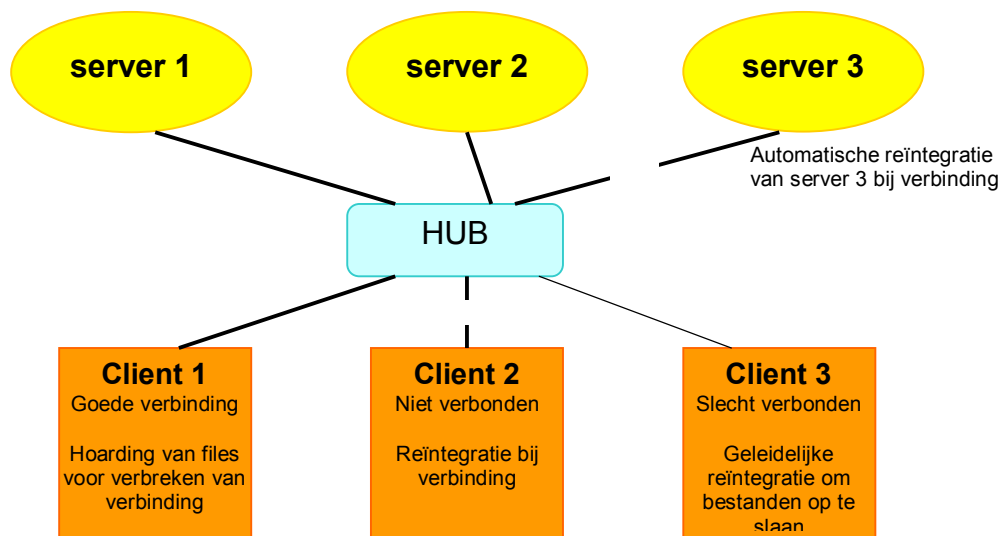 server 1
server 2
server 3
Automatische reïntegratie
van server 3 bij verbinding
HUB
Client 1
Goede verbinding
Hoarding van files
voor verbreken van
verbinding
Client 2
Niet verbonden
Reïntegratie bij
verbinding
Client 3
Slecht verbonden
Geleidelijke
reïntegratie om
bestanden op te
slaan